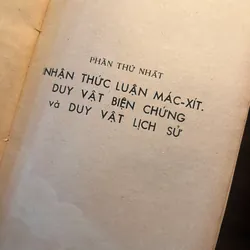 PHẦN THỨ NHẤT
NHẬN THỨC LUẬN MÁC-XÍT.
DUY VẬT BIỆN CHỨNG
và DUY VẬT LỊCH SỬ